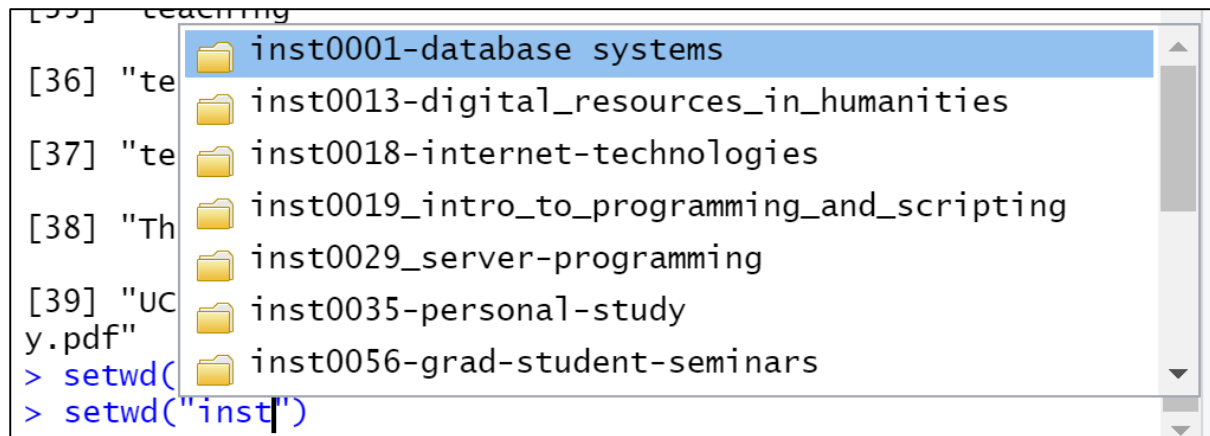 [35] "teaching
inst0001-database systems
[36] "te
inst0013-digital_resources_in_humanities
[37] "te
inst0018-internet-technologies
inst0019_intro_to_programming_and_scripting
[38] "Th
inst0029_server-programming
[39] "UC
inst0035-personal-study
y.pdf"
inst0056-grad-student-seminars
> setwd(
> setwd("inst")